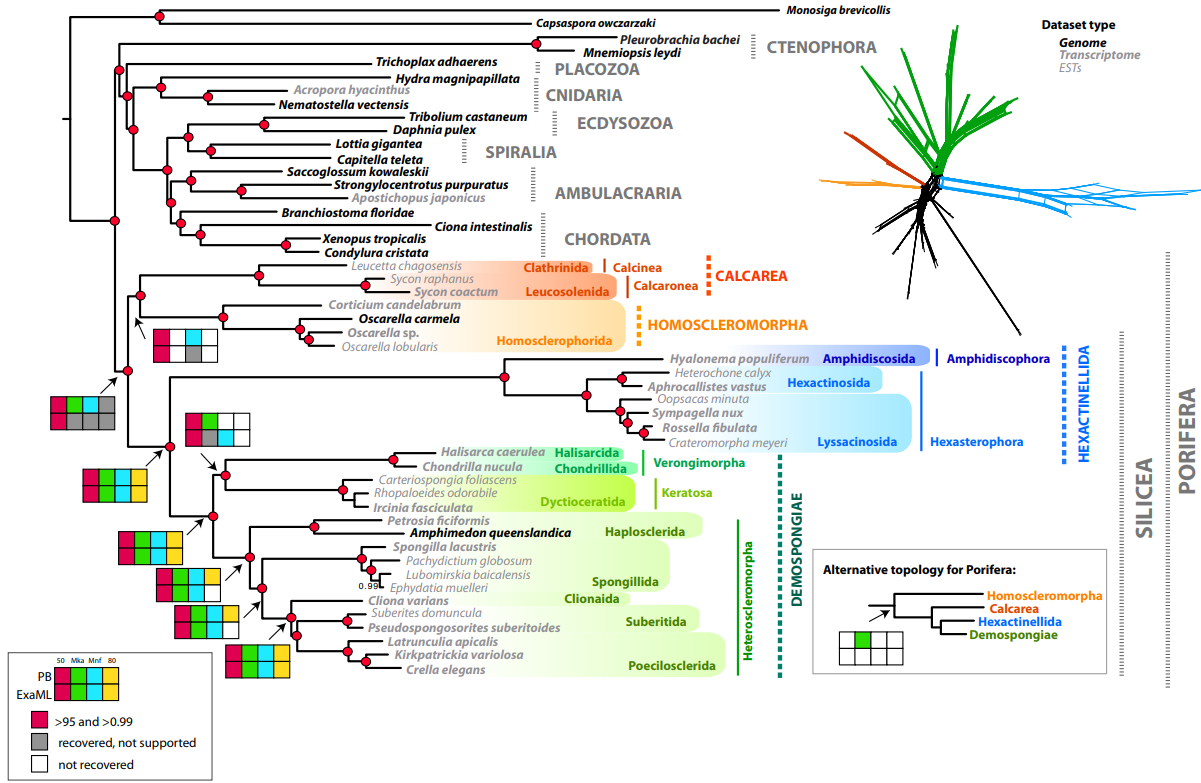 Monosiga brevicollis
Capsaspora owczarzaki
Pleurobrachia bachei
Mnemiopsis leydi
CTENOPHORA
Trichoplax adhaerens
PLACOZOA
Hydra magnipapillata
Acropora hyacinthus
Nematostella vectensis
CNIDARIA
Tribolium castaneum
Daphnia pulex
ECDYSOZOA
Lottia gigantea
Capitella teleta
SPIRALIA
Saccoglossum kowaleskii
Strongylocentrotus purpuratus
Apostichopus japonicus
AMBULACRARIA
Branchiostoma floridae
Ciona intestinalis
Xenopus tropicalis
Condylura cristata
CHORDATA
Dataset type
Genome
Transcriptome
ESTs
Leucetta chagosensis
Clathrinida
Calcinea
Sycon raphanus
Sycon coactum
Leucosolenida
Calcaronea
CALCAREA
Corticium candelabrum
Oscarella carmela
Oscarella sp.
Oscarella lobularis
Homosclerophorida
HOMOSCLEROMORPHA
Hyalonema populiferum
Amphidiscosida
Amphidiscophora
Heterochone calyx
Aphrocallistes vastus
Hexactinosida
Oopsacas minuta
Sympagella nux
Rossella fibulata
Crateromorpha meyeri
Lyssacinosida
Hexasterophora
HEXACTINELLIDA
Halisarca caerulea
Halisarcida
Chondrilla nucula
Chondrillida
Verongimorpha
Carteriospongia foliascens
Rhopaloeides odorabile
Ircinia fasciculata
Dyctioceratida
Keratosa
Petrosia ficiformis
Amphimedon queenslandica
Haplosclerida
Spongilla lacustris
Pachydictium globosum
Lubomirskia baicalensis
0.99
Ephydatia muelleri
Spongillida
Cliona varians
Clionaida
Suberites domuncula
Pseudospongosorites suberitoides
Suberitida
Latrunculia apicalis
Kirkpatrickia variolosa
Crella elegans
Poecilosclerida
Heteroscleromorpha
DEMOSPONGIAE
SILICEA
PORIFERA
Alternative topology for Porifera:
Homoscleromorpha
Calcarea
Hexactinellida
Demospongiae
50 Mka Mnf 80
PB
ExaML
>95 and >0.99
recovered, not supported
not recovered